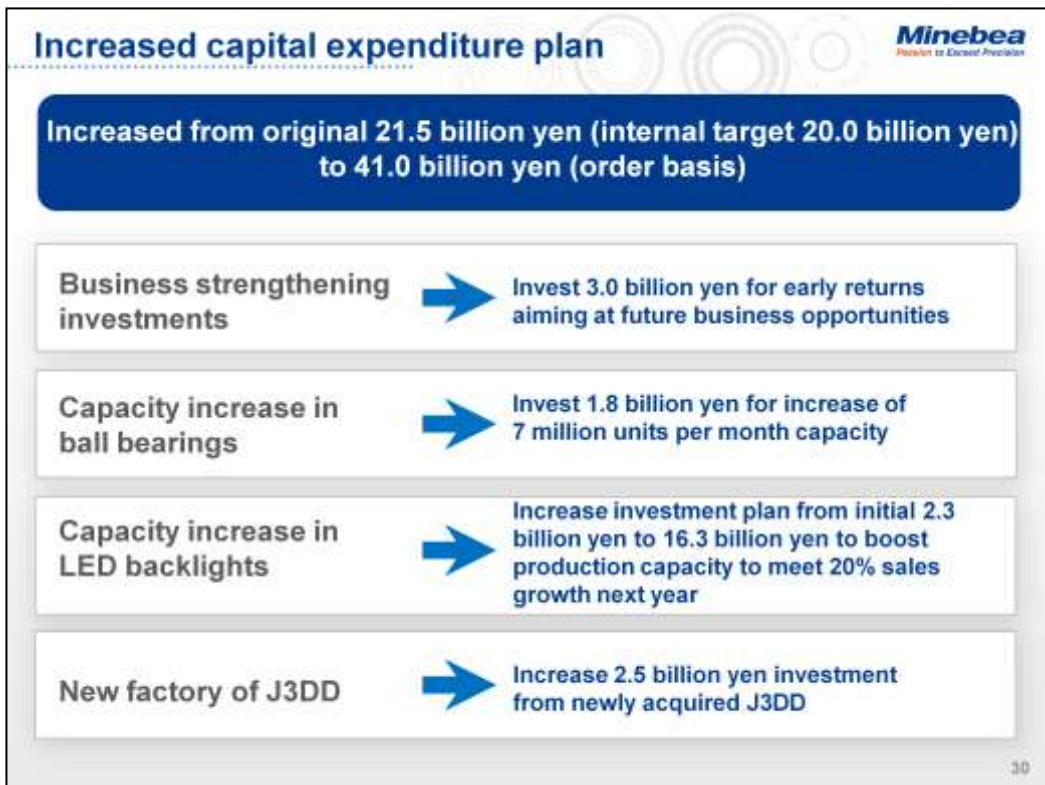 Increased capital expenditure plan
Minebea
Passion to Exceed Precision
Increased from original 21.5 billion yen (internal target 20.0 billion yen)
to 41.0 billion yen (order basis)
Business strengthening
investments
Invest 3.0 billion yen for early returns
aiming at future business opportunities
Capacity increase in
ball bearings
Invest 1.8 billion yen for increase of
7 million units per month capacity
Capacity increase in
LED backlights
Increase investment plan from initial 2.3
billion yen to 16.3 billion yen to boost
production capacity to meet 20% sales
growth next year
New factory of J3DD
Increase 2.5 billion yen investment
from newly acquired J3DD
30